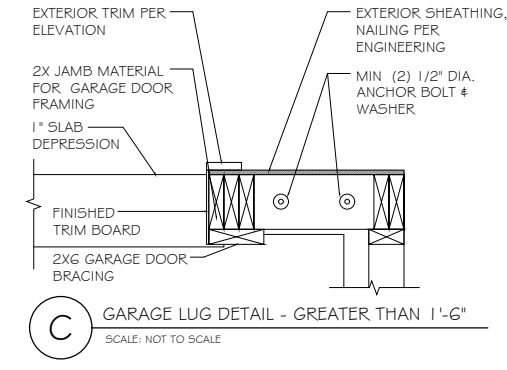 EXTERIOR TRIM PER
ELEVATION
2X JAMB MATERIAL
FOR GARAGE DOOR
FRAMING
1" SLAB
DEPRESSION
FINISHED
TRIM BOARD
2X6 GARAGE DOOR
BRACING
EXTERIOR SHEATHING,
NAILING PER
ENGINEERING
MIN (2) 1/2" DIA.
ANCHOR BOLT &
WASHER
C
GARAGE LUG DETAIL - GREATER THAN 1'-6"
SCALE: NOT TO SCALE